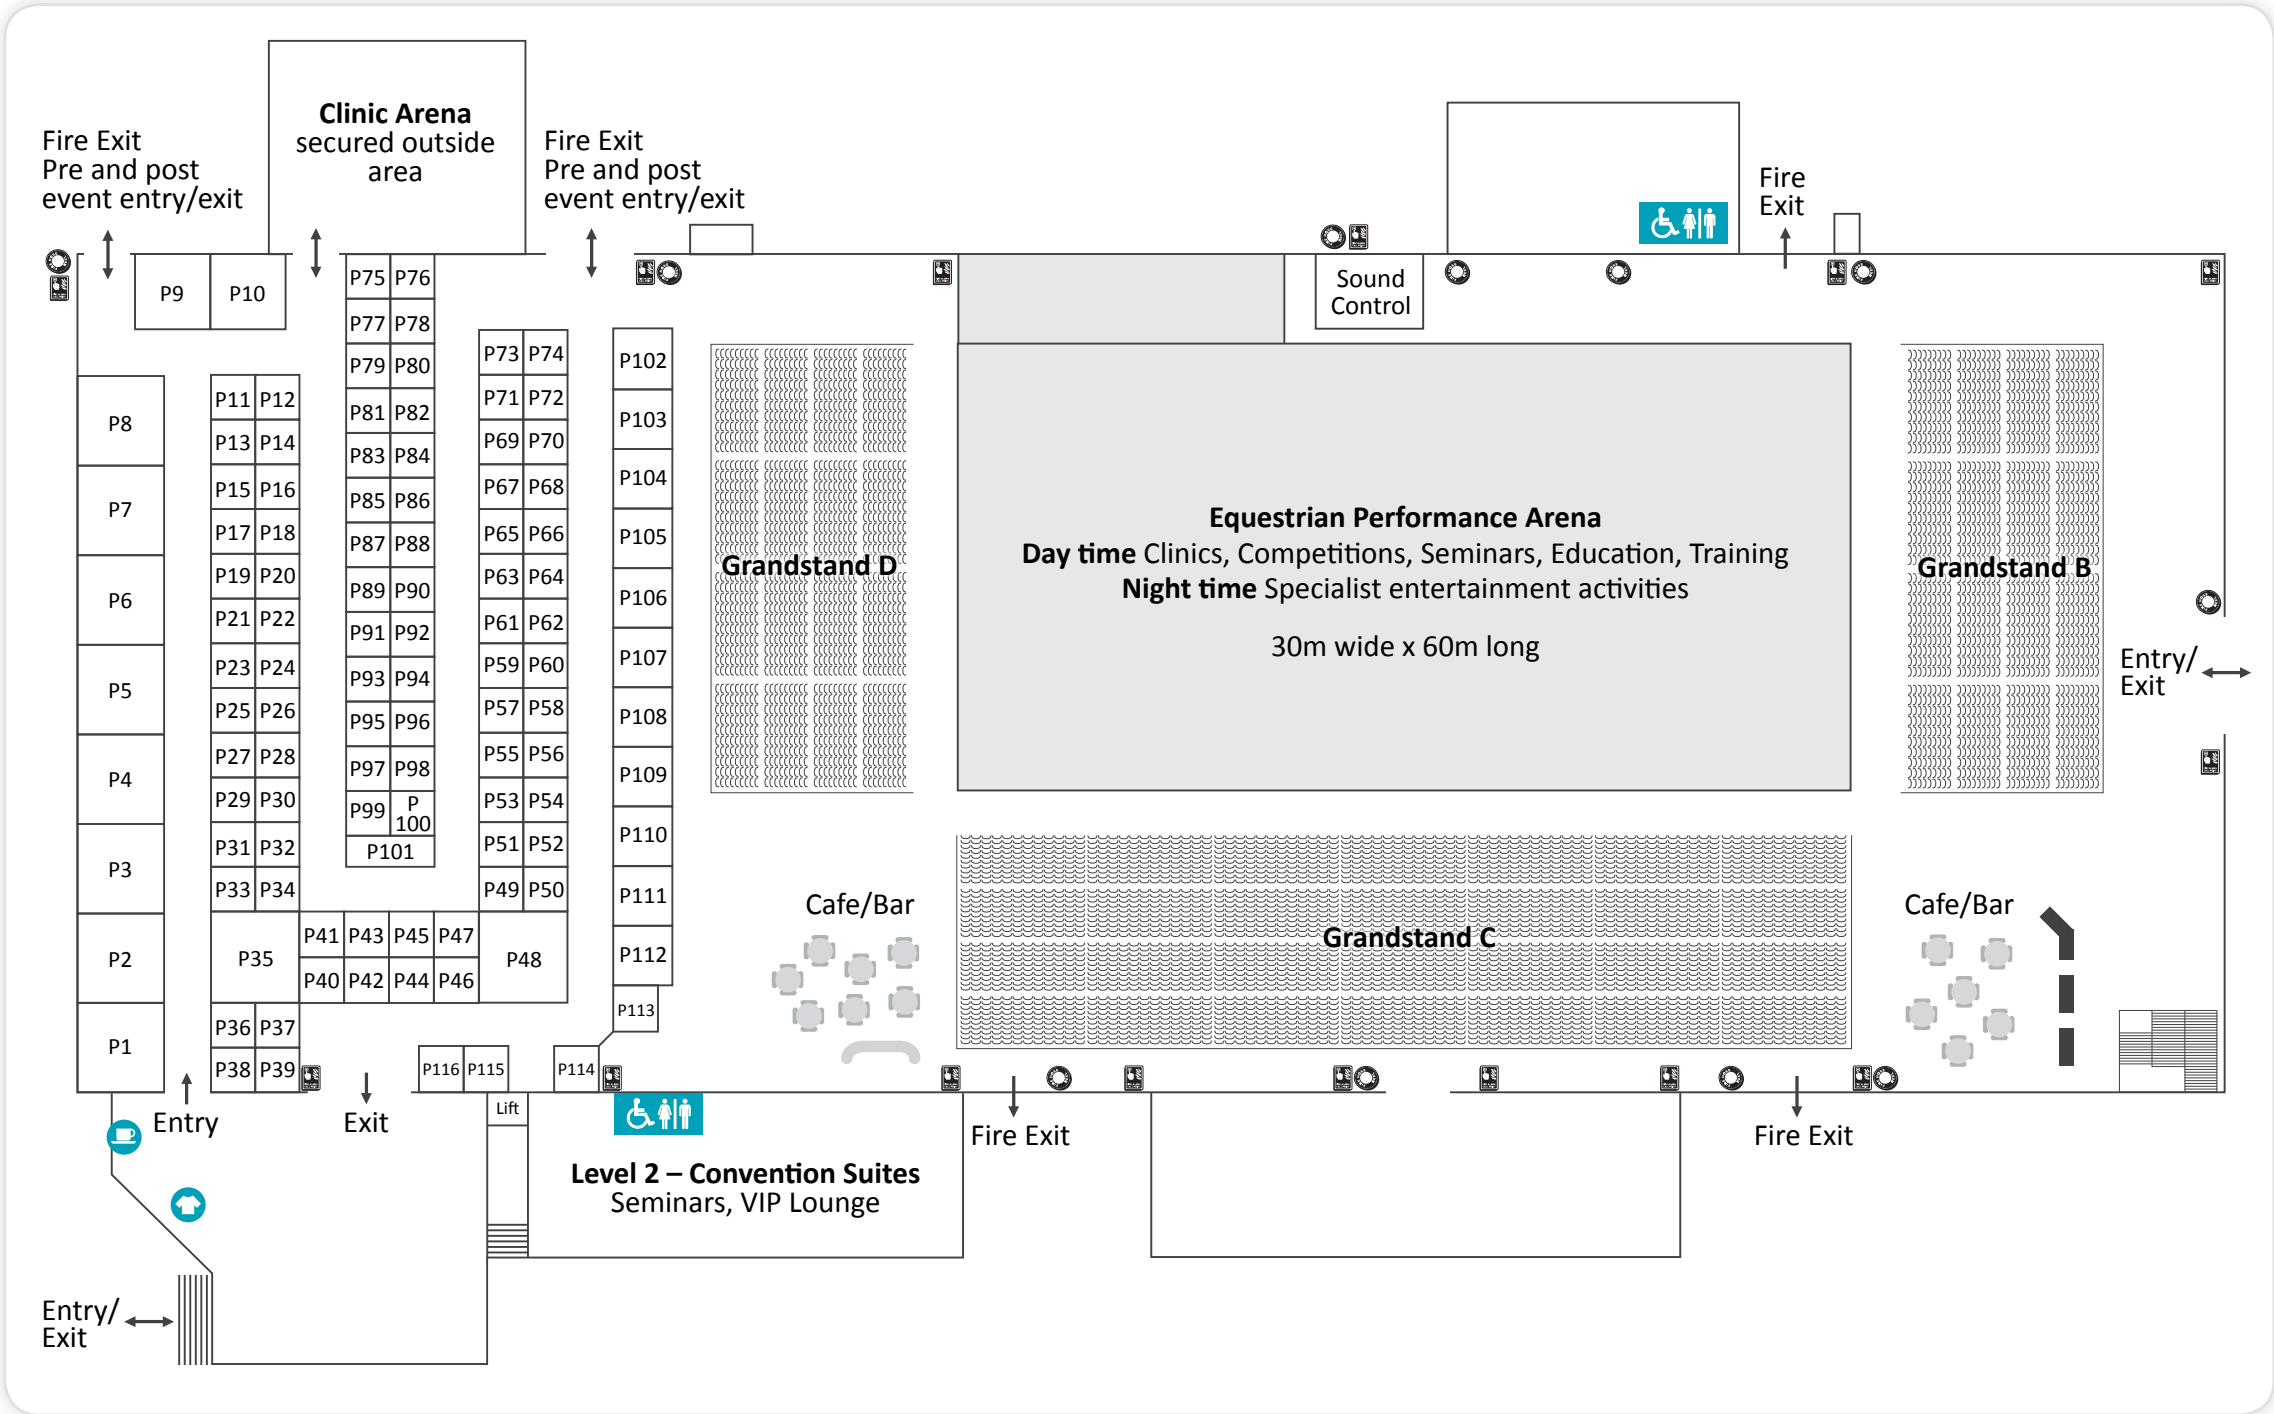 Clinic Arena
secured outside
area
Fire Exit
Pre and post
event entry/exit
Fire Exit
Pre and post
event entry/exit
Fire
Exit
P9 P10
P75 P76
P77 P78
P79 P80
P81 P82
P83 P84
P85 P86
P87 P88
P89 P90
P91 P92
P93 P94
P95 P96
P97 P98
P99 P
100
P101
Sound
Control
P8
P7
P6
P5
P4
P3
P2
P1
P11 P12
P13 P14
P15 P16
P17 P18
P19 P20
P21 P22
P23 P24
P25 P26
P27 P28
P29 P30
P31 P32
P33 P34
P35
P36 P37
P38 P39
P41 P43 P45 P47
P40 P42 P44 P46
P48
P73 P74
P71 P72
P69 P70
P67 P68
P65 P66
P63 P64
P61 P62
P59 P60
P57 P58
P55 P56
P53 P54
P51 P52
P49 P50
P102
P103
P104
P105
P106
P107
P108
P109
P110
P111
P112
P113
P114
P116 P115
Grandstand D
Equestrian Performance Arena
Day time Clinics, Competitions, Seminars, Education, Training
Night time Specialist entertainment activities
30m wide x 60m long
Grandstand B
Entry/
Exit
Cafe/Bar
Grandstand C
Cafe/Bar
Entry
Exit
Lift
Fire Exit
Fire Exit
Level 2 – Convention Suites
Seminars, VIP Lounge
Entry/
Exit